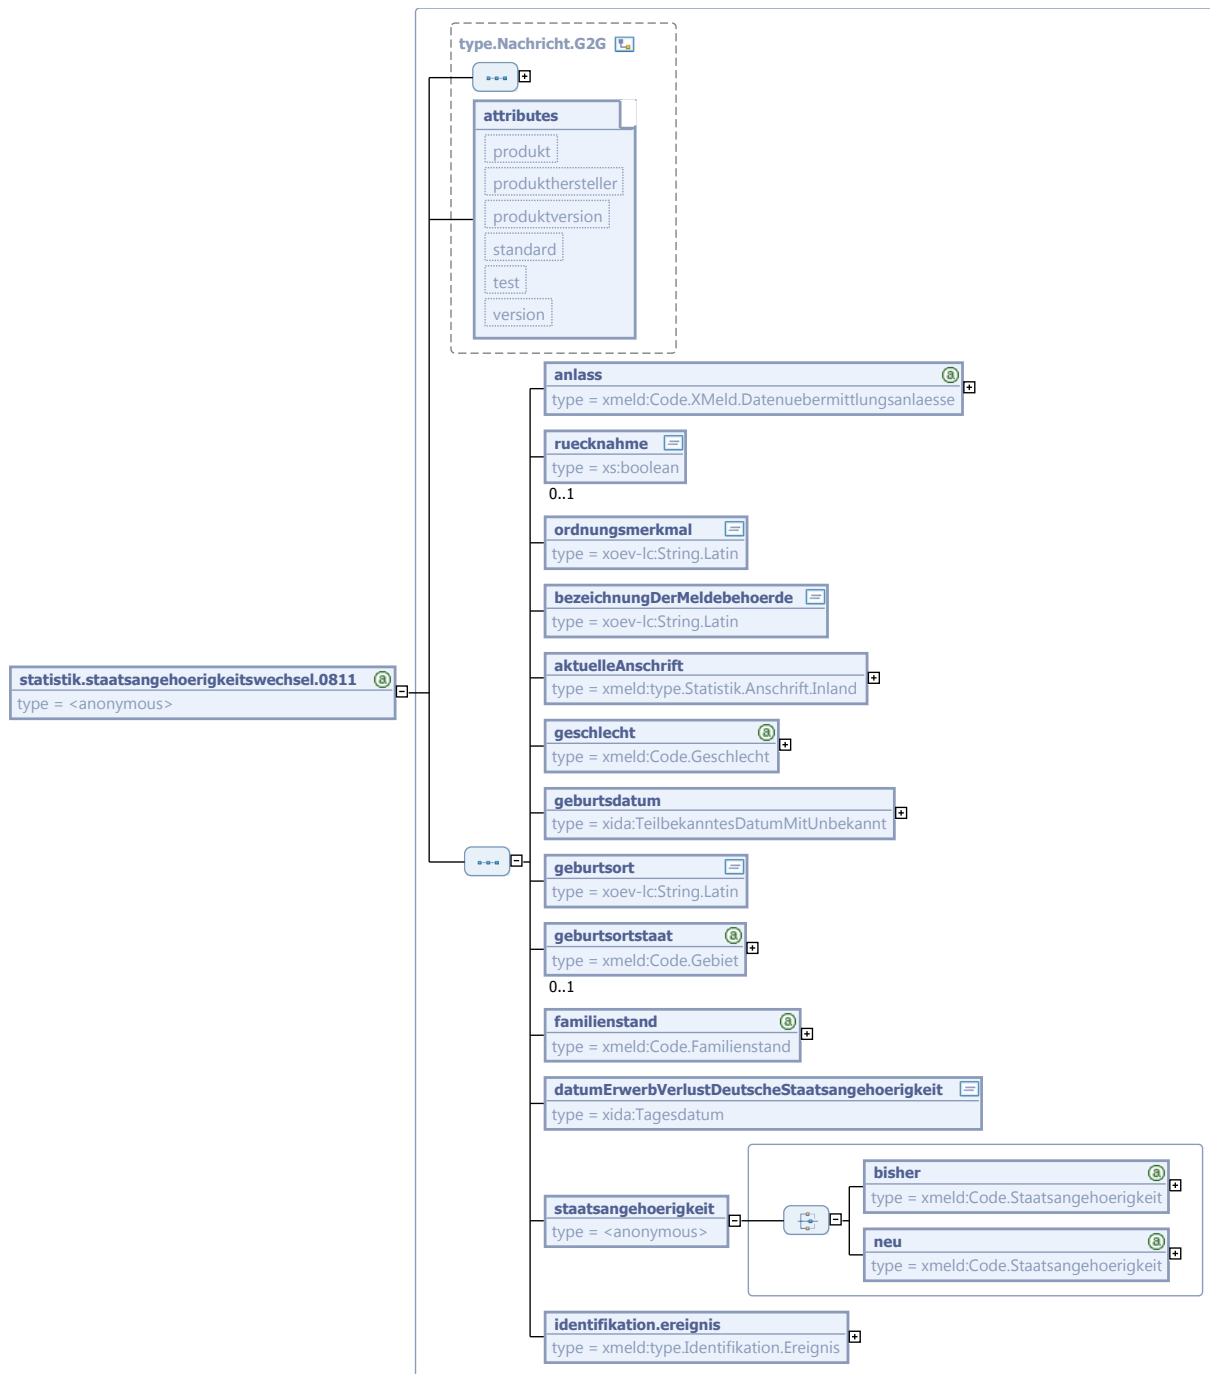 type.Nachricht.G2G
attributes
produkt
produkthersteller
produktversion
standard
test
version
anlass
type = xmeld:Code.XMeld.Datenuebermittlungsanlaesse
ruecknahme
type = xs:boolean
0..1
ordnungsmerkmal
type = xoev-lc:String.Latin
bezeichnungDerMeldebehoerde
type = xoev-lc:String.Latin
aktuelleAnschrift
type = xmeld:type.Statistik.Anschrift.Inland
statistik.staatsangehoerigkeitswechsel.0811
type = <anonymous>
geschlecht
type = xmeld:Code.Geschlecht
geburtsdatum
type = xida:TeilbekanntesDatumMitUnbekannt
geburtsort
type = xoev-lc:String.Latin
geburtsortstaat
type = xmeld:Code.Gebiet
0..1
familienstand
type = xmeld:Code.Familienstand
datumErwerbVerlustDeutscheStaatsangehoerigkeit
type = xida:Tagesdatum
staatsangehoerigkeit
type = <anonymous>
bisher
type = xmeld:Code.Staatsangehoerigkeit
neu
type = xmeld:Code.Staatsangehoerigkeit
identifikation.ereignis
type = xmeld:type.Identifikation.Ereignis